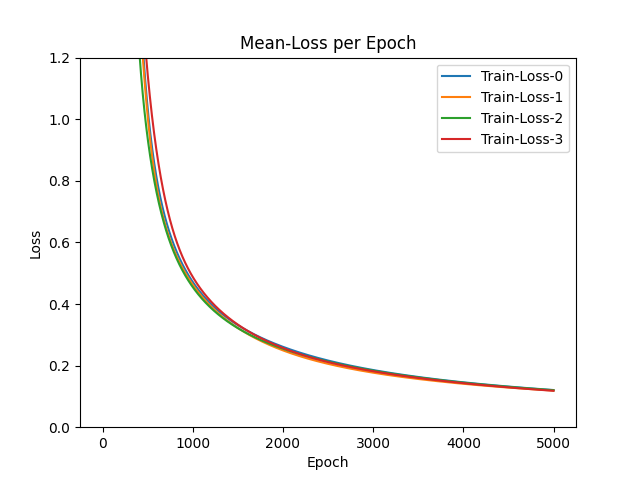 Mean-Loss per Epoch
Train-Loss-0
Train-Loss-1
Train-Loss-2
Train-Loss-3
Loss
1.2
1.0
0.8
0.6
0.4
0.2
0.0
0 1000 2000 3000 4000 5000
Epoch